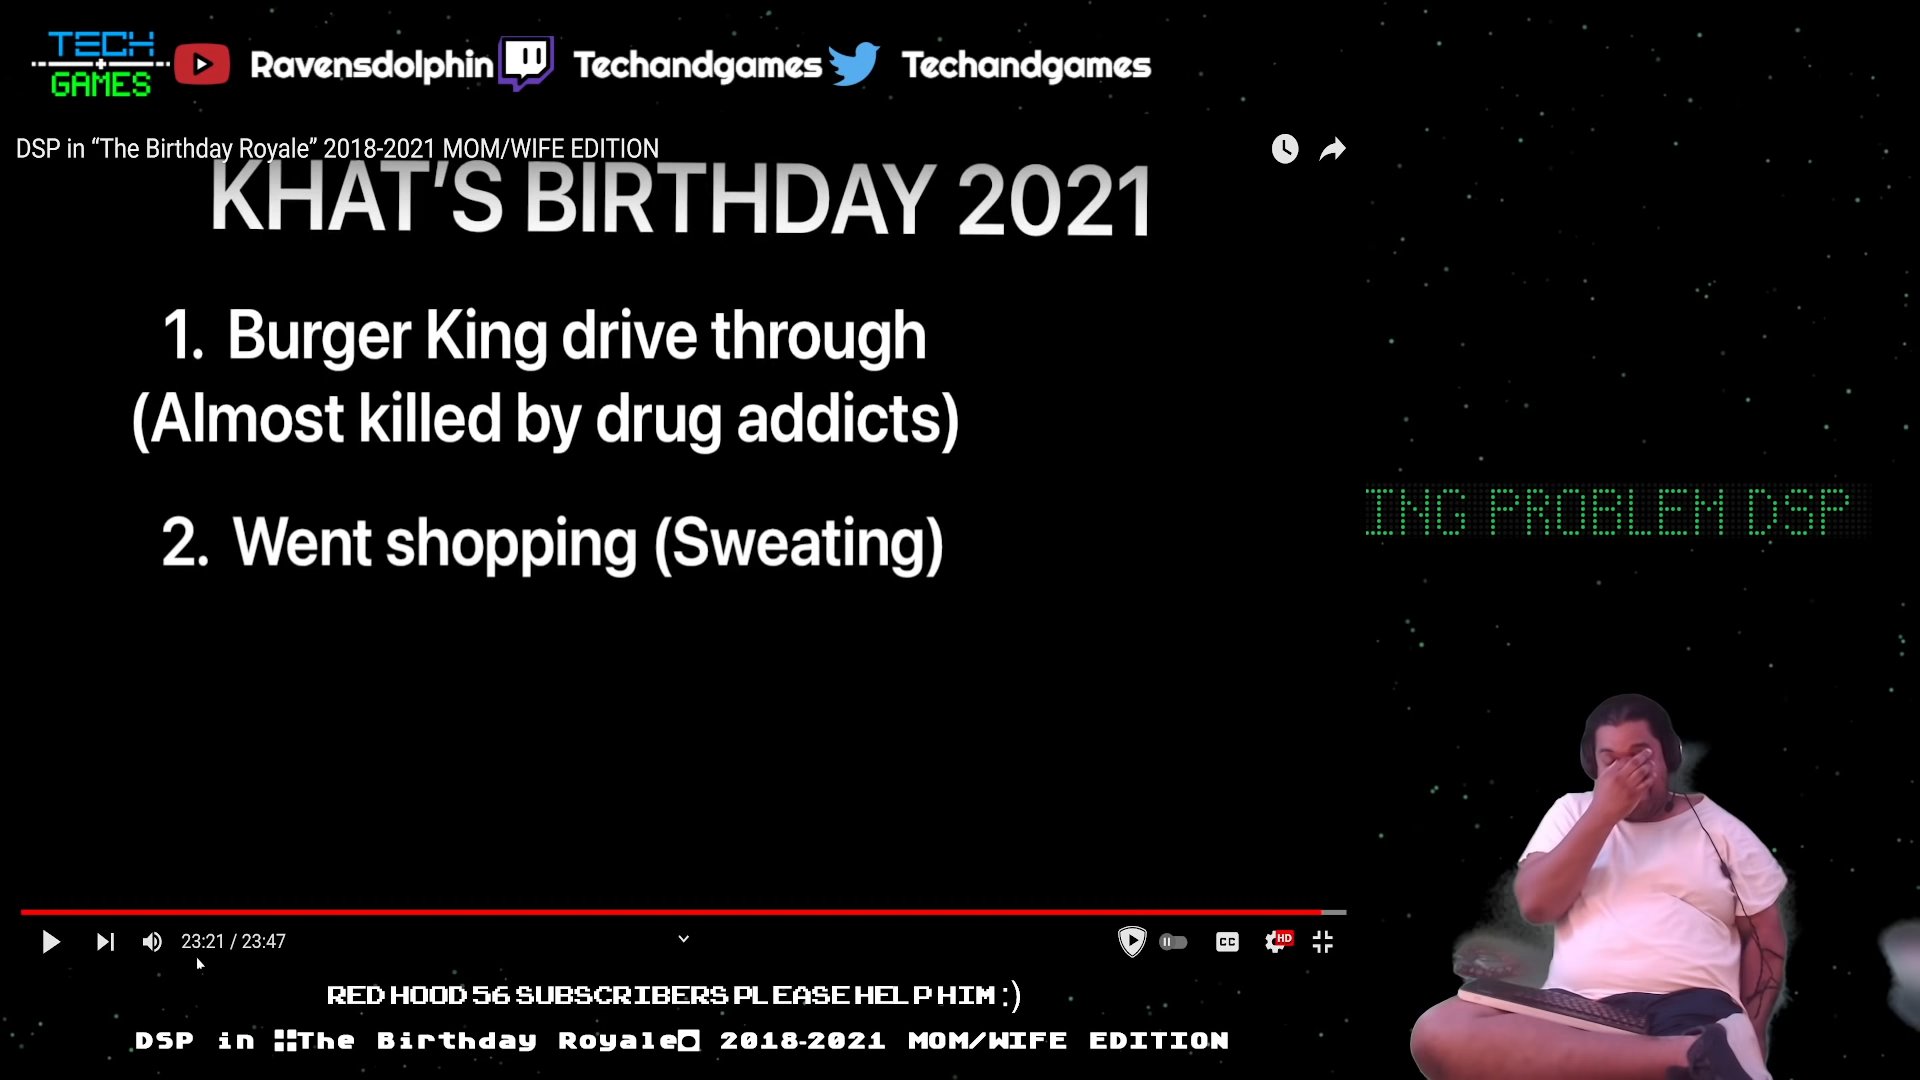 TECH
GAMES
Ravensdolphin
Techandgames
Techandgames
DSP in “The Birthday Royale” 2018-2021 MOM/WIFE EDITION
KHAT’S BIRTHDAY 2021
1. Burger King drive through
(Almost killed by drug addicts)
2. Went shopping (Sweating)
ING PROBLEM DSP
23:21 / 23:47
CC
HD
RED HOOD 56 SUBSCRIBERS PLEASE HELP HIM :)
DSP in The Birthday Royale 2018-2021 MOM/WIFE EDITION